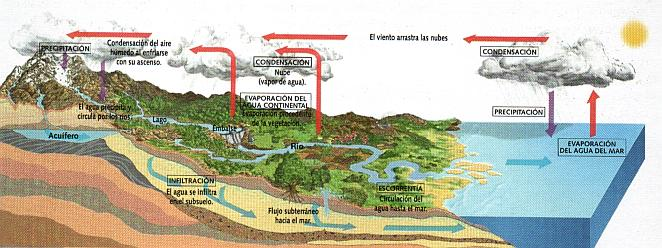 PRECIPITACIÓN
Condensación del aire
húmedo al enfriarse
con su ascenso.
El viento arrastra las nubes
CONDENSACIÓN
CONDENSACIÓN
Nube
(vapor de agua).
EVAPORACIÓN DEL
AGUA CONTINENTAL
Evaporación procedente
de la vegetación.
El agua precipita y
circula por los ríos
PRECIPITACIÓN
Lago
Embalse
Acuífero
Río
EVAPORACIÓN
DEL AGUA DEL MAR
INFILTRACIÓN
El agua se infiltra
en el subsuelo.
ESCORRENTÍA
Circulación del
agua hasta el mar.
Flujo subterráneo
hacia el mar.